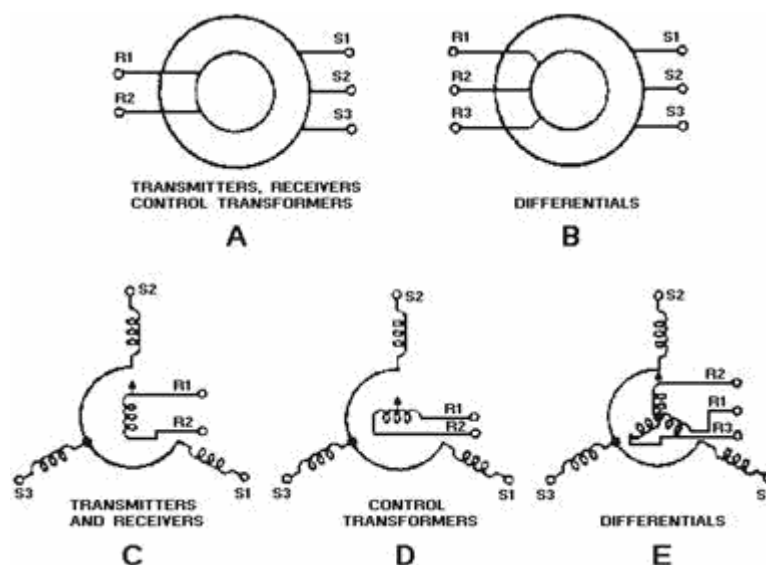 R1
R2
S1
S2
S3
TRANSMITTERS, RECEIVERS
CONTROL TRANSFORMERS
A
R1
R2
R3
S1
S2
S3
DIFFERENTIALS
B
S2
R1
R2
S3
S1
TRANSMITTERS
AND RECEIVERS
C
S2
R1
R2
S3
S1
CONTROL
TRANSFORMERS
D
S2
R2
R1
R3
S3
DIFFERENTIALS
E